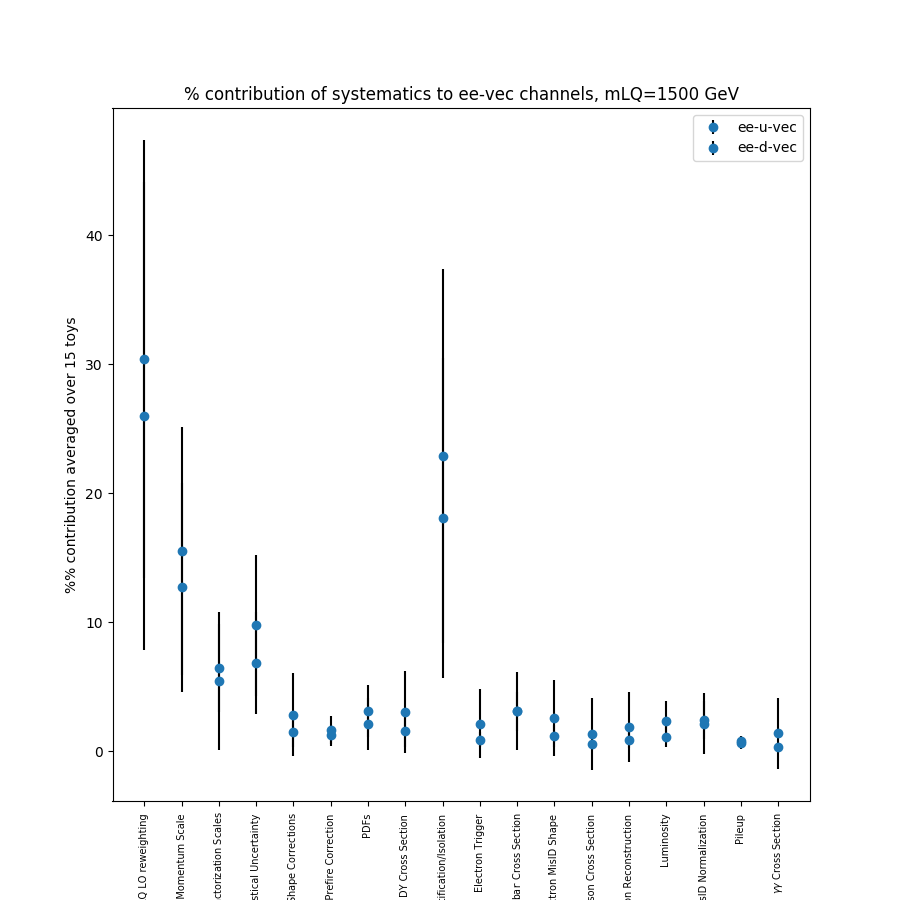 % contribution of systematics to ee-vec channels, mLQ=1500 GeV
ee-u-vec
ee-d-vec
%% contribution averaged over 15 toys
40
30
20
10
0
Q LO reweighting
Momentum Scale
ctorization Scales
stical Uncertainty
Shape Corrections
Prefire Correction
PDFs
DY Cross Section
tification/Isolation
Electron Trigger
bar Cross Section
tron MisID Shape
son Cross Section
on Reconstruction
Luminosity
sID Normalization
Pileup
γγ Cross Section